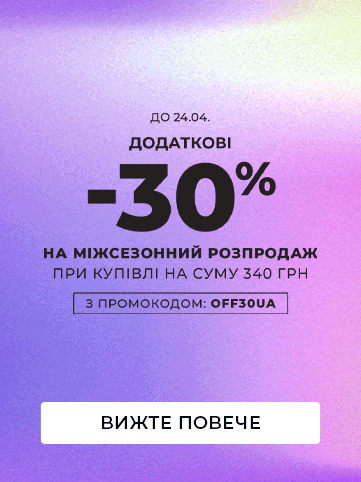 ДО 24.04.
ДОДАТКОВІ
-30%
НА МІЖСЕЗОННИЙ РОЗПРОДАЖ
ПРИ КУПІВЛІ НА СУМУ 340 ГРН
З ПРОМОКОДОМ: OFF30UA
ВИЖТЕ ПОВЕЧЕ